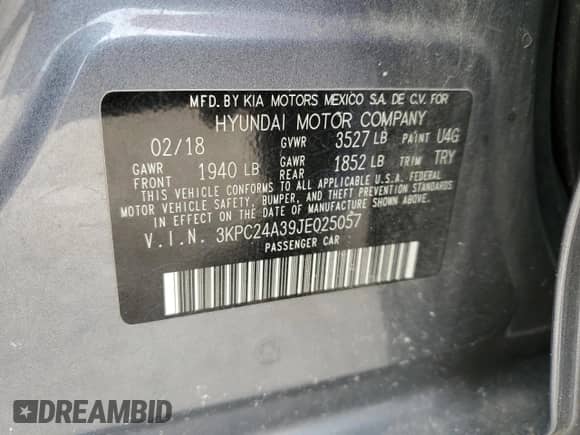 MFD. BY KIA MOTORS MEXICO S.A. DE C.V. FOR
HYUNDAI MOTOR COMPANY
02/18 GVWR 3527 LB PAINT U4G
GAWR FRONT 1940 LB GAWR REAR 1852 LB TRIM TRY
THIS VEHICLE CONFORMS TO ALL APPLICABLE U.S.A. FEDERAL
MOTOR VEHICLE SAFETY, BUMPER, AND THEFT PREVENTION STANDARDS
IN EFFECT ON THE DATE OF MANUFACTURE SHOWN ABOVE.
V.I.N. 3KPC24A39JE025057
PASSENGER CAR
DREAMBID